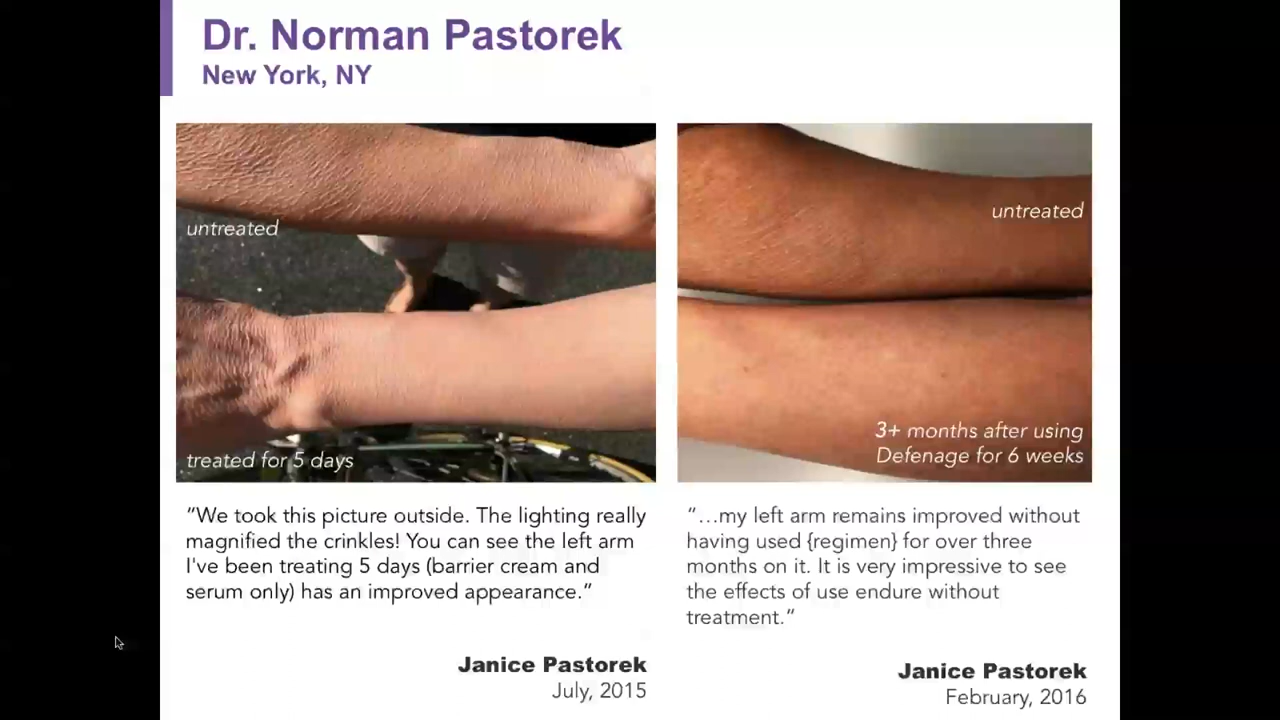 Dr. Norman Pastorek
New York, NY
untreated
treated for 5 days
“We took this picture outside. The lighting really
magnified the crinkles! You can see the left arm
I've been treating 5 days (barrier cream and
serum only) has an improved appearance.”
Janice Pastorek
July, 2015
untreated
3+ months after using
Defenage for 6 weeks
“…my left arm remains improved without
having used {regimen} for over three
months on it. It is very impressive to see
the effects of use endure without
treatment.”
Janice Pastorek
February, 2016